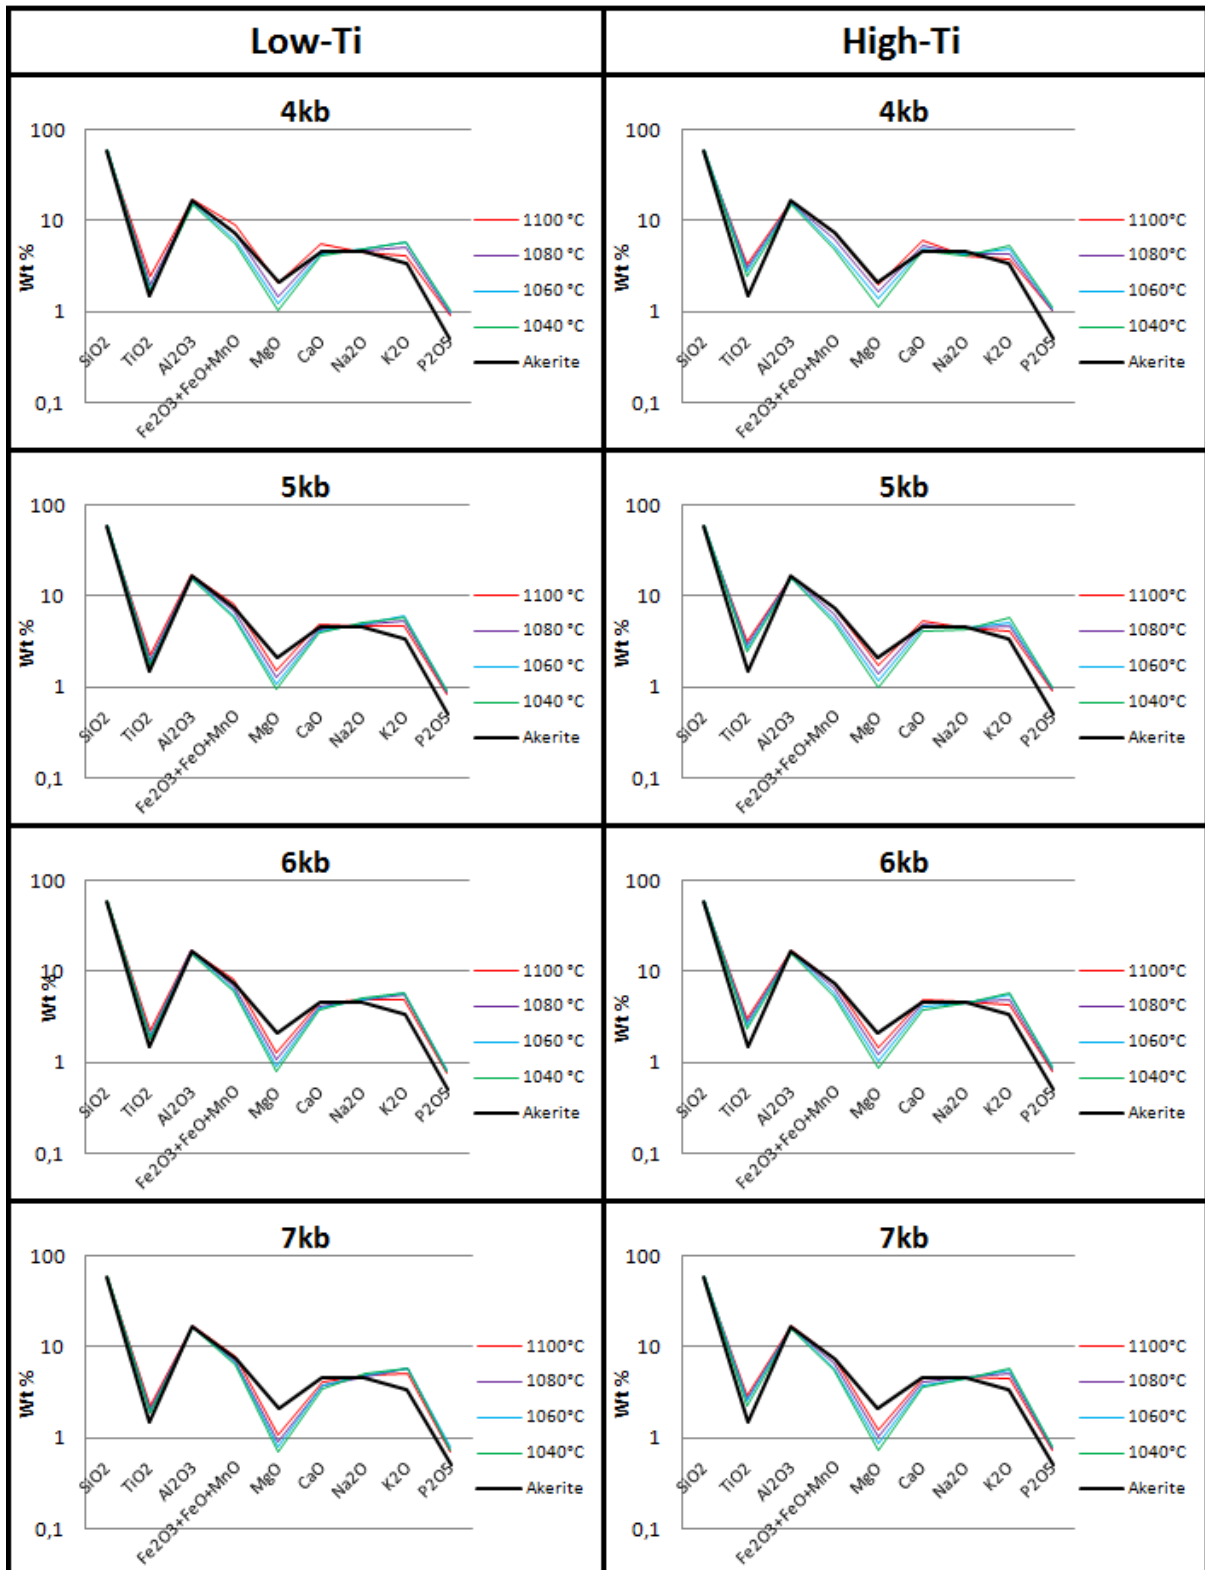 Low-Ti
High-Ti
4kb
100
10
1
0,1
Wt %
SiO2
TiO2
Al2O3
Fe2O3+FeO+MnO
MgO
CaO
Na2O
K2O
P2O5
1100 °C
1080 °C
1060 °C
1040 °C
Akerite
4kb
100
10
1
0,1
Wt %
SiO2
TiO2
Al2O3
Fe2O3+FeO+MnO
MgO
CaO
Na2O
K2O
P2O5
1100°C
1080°C
1060°C
1040°C
Akerite
5kb
100
10
1
0,1
Wt %
SiO2
TiO2
Al2O3
Fe2O3+FeO+MnO
MgO
CaO
Na2O
K2O
P2O5
1100 °C
1080 °C
1060 °C
1040 °C
Akerite
5kb
100
10
1
0,1
Wt %
SiO2
TiO2
Al2O3
Fe2O3+FeO+MnO
MgO
CaO
Na2O
K2O
P2O5
1100°C
1080°C
1060°C
1040°C
Akerite
6kb
100
10
1
0,1
Wt %
SiO2
TiO2
Al2O3
Fe2O3+FeO+MnO
MgO
CaO
Na2O
K2O
P2O5
1100 °C
1080 °C
1060 °C
1040 °C
Akerite
6kb
100
10
1
0,1
Wt %
SiO2
TiO2
Al2O3
Fe2O3+FeO+MnO
MgO
CaO
Na2O
K2O
P2O5
1100°C
1080°C
1060°C
1040°C
Akerite
7kb
100
10
1
0,1
Wt %
SiO2
TiO2
Al2O3
Fe2O3+FeO+MnO
MgO
CaO
Na2O
K2O
P2O5
1100°C
1080°C
1060°C
1040°C
Akerite
7kb
100
10
1
0,1
Wt %
SiO2
TiO2
Al2O3
Fe2O3+FeO+MnO
MgO
CaO
Na2O
K2O
P2O5
1100°C
1080°C
1060°C
1040°C
Akerite